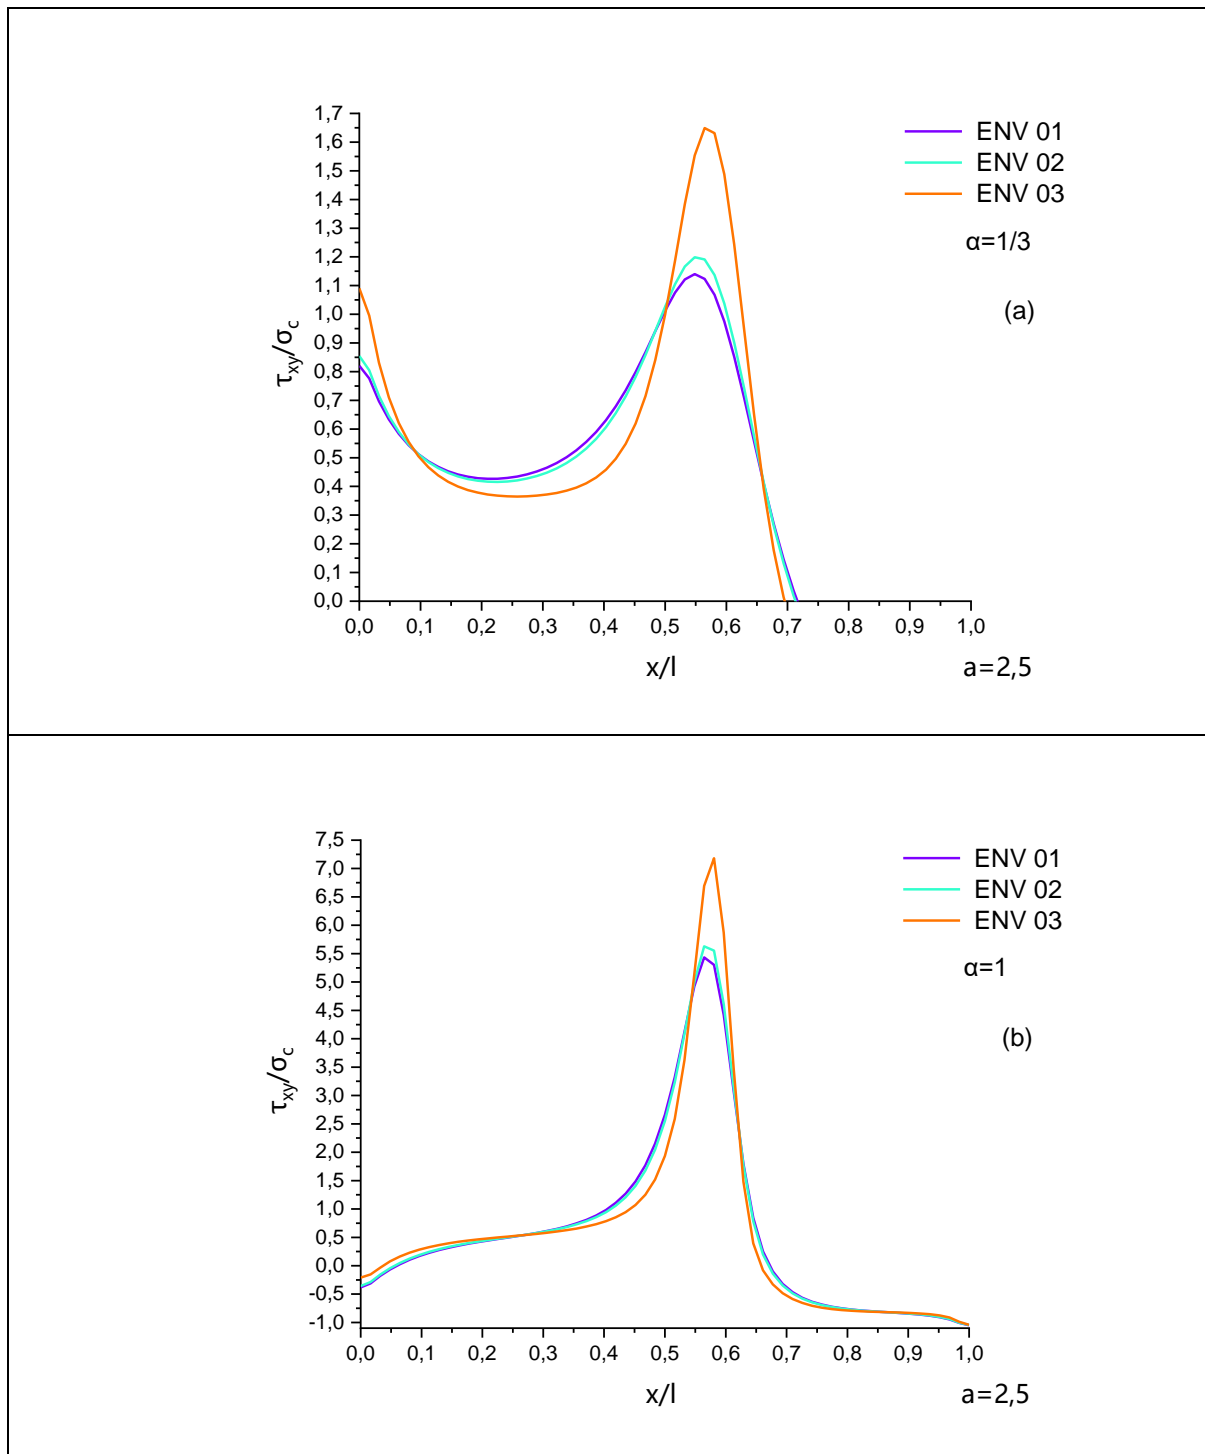 1,7
1,6
1,5
1,4
1,3
1,2
1,1
1,0
0,9
0,8
0,7
0,6
0,5
0,4
0,3
0,2
0,1
0,0
τxy/σc
ENV 01
ENV 02
ENV 03
α=1/3
(a)
0,0 0,1 0,2 0,3 0,4 0,5 0,6 0,7 0,8 0,9 1,0
x/l
a=2,5
7,5
7,0
6,5
6,0
5,5
5,0
4,5
4,0
3,5
3,0
2,5
2,0
1,5
1,0
0,5
0,0
-0,5
-1,0
τxy/σc
ENV 01
ENV 02
ENV 03
α=1
(b)
0,0 0,1 0,2 0,3 0,4 0,5 0,6 0,7 0,8 0,9 1,0
x/l
a=2,5